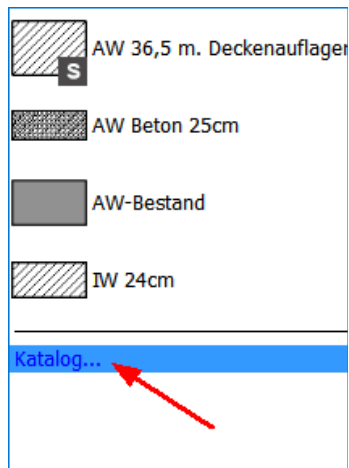 AW 36,5 m. Deckenauflager
S
AW Beton 25cm
AW-Bestand
IW 24cm
Katalog...